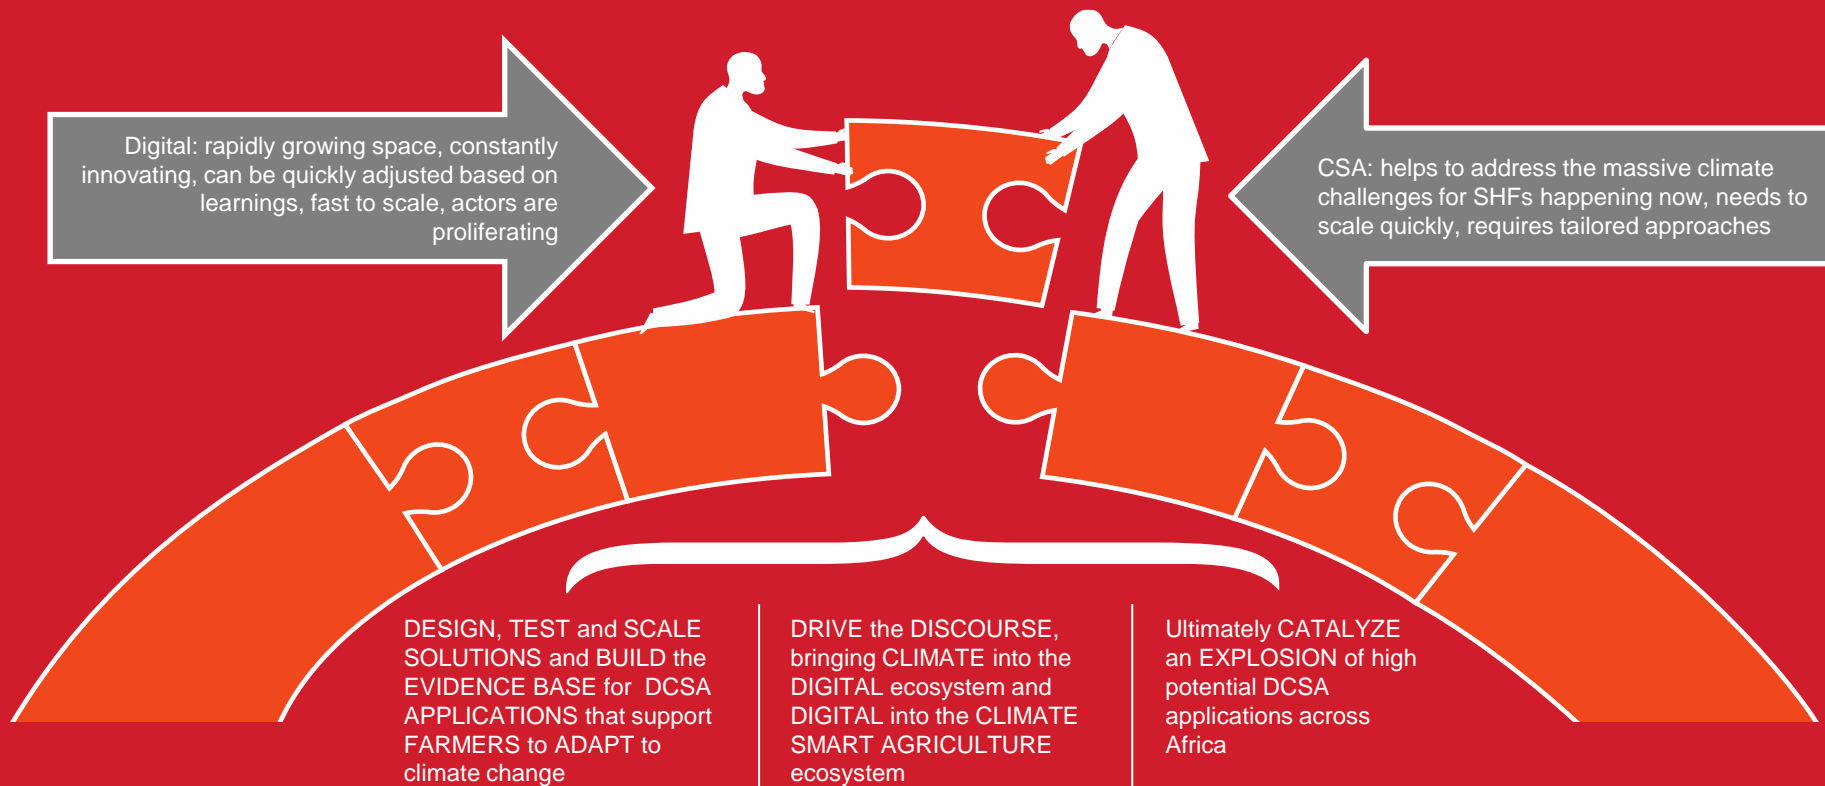 Digital: rapidly growing space, constantly
innovating, can be quickly adjusted based on
learnings, fast to scale, actors are
proliferating
CSA: helps to address the massive climate
challenges for SHFs happening now, needs to
scale quickly, requires tailored approaches
DESIGN, TEST and SCALE
SOLUTIONS and BUILD the
EVIDENCE BASE for DCSA
APPLICATIONS that support
FARMERS to ADAPT to
climate change
DRIVE the DISCOURSE,
bringing CLIMATE into the
DIGITAL ecosystem and
DIGITAL into the CLIMATE
SMART AGRICULTURE
ecosystem
Ultimately CATALYZE
an EXPLOSION of high
potential DCSA
applications across
Africa